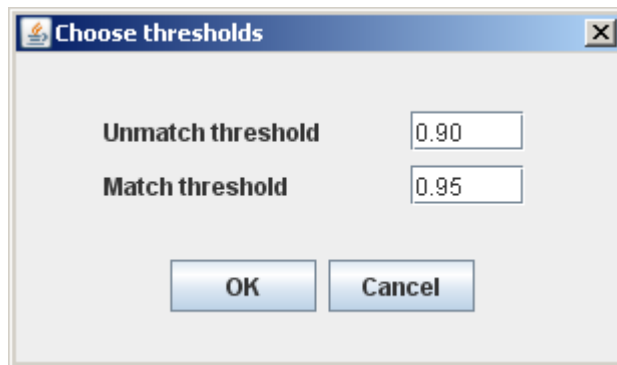 Choose thresholds
Unmatch threshold 0.90
Match threshold 0.95
OK Cancel